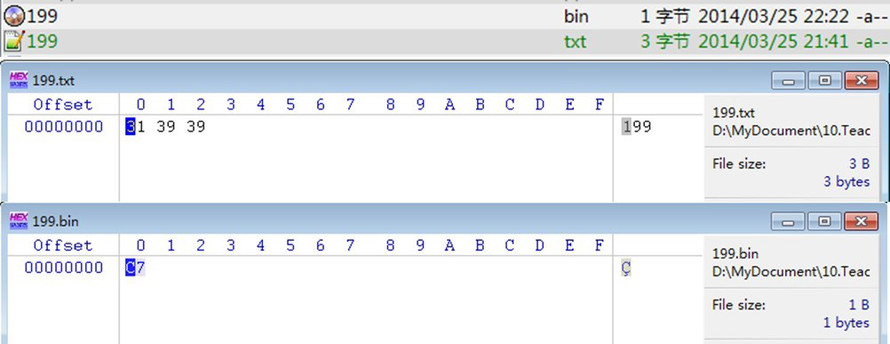 199 bin 1 字节 2014/03/25 22:22 -a--
199 txt 3 字节 2014/03/25 21:41 -a--
HEX 199.txt
Offset 0 1 2 3 4 5 6 7 8 9 A B C D E F
00000000 31 39 39 199
199.txt
D:\MyDocument\10.Teac
File size: 3 B
3 bytes
HEX 199.bin
Offset 0 1 2 3 4 5 6 7 8 9 A B C D E F
00000000 C7 Ç
199.bin
D:\MyDocument\10.Teac
File size: 1 B
1 bytes